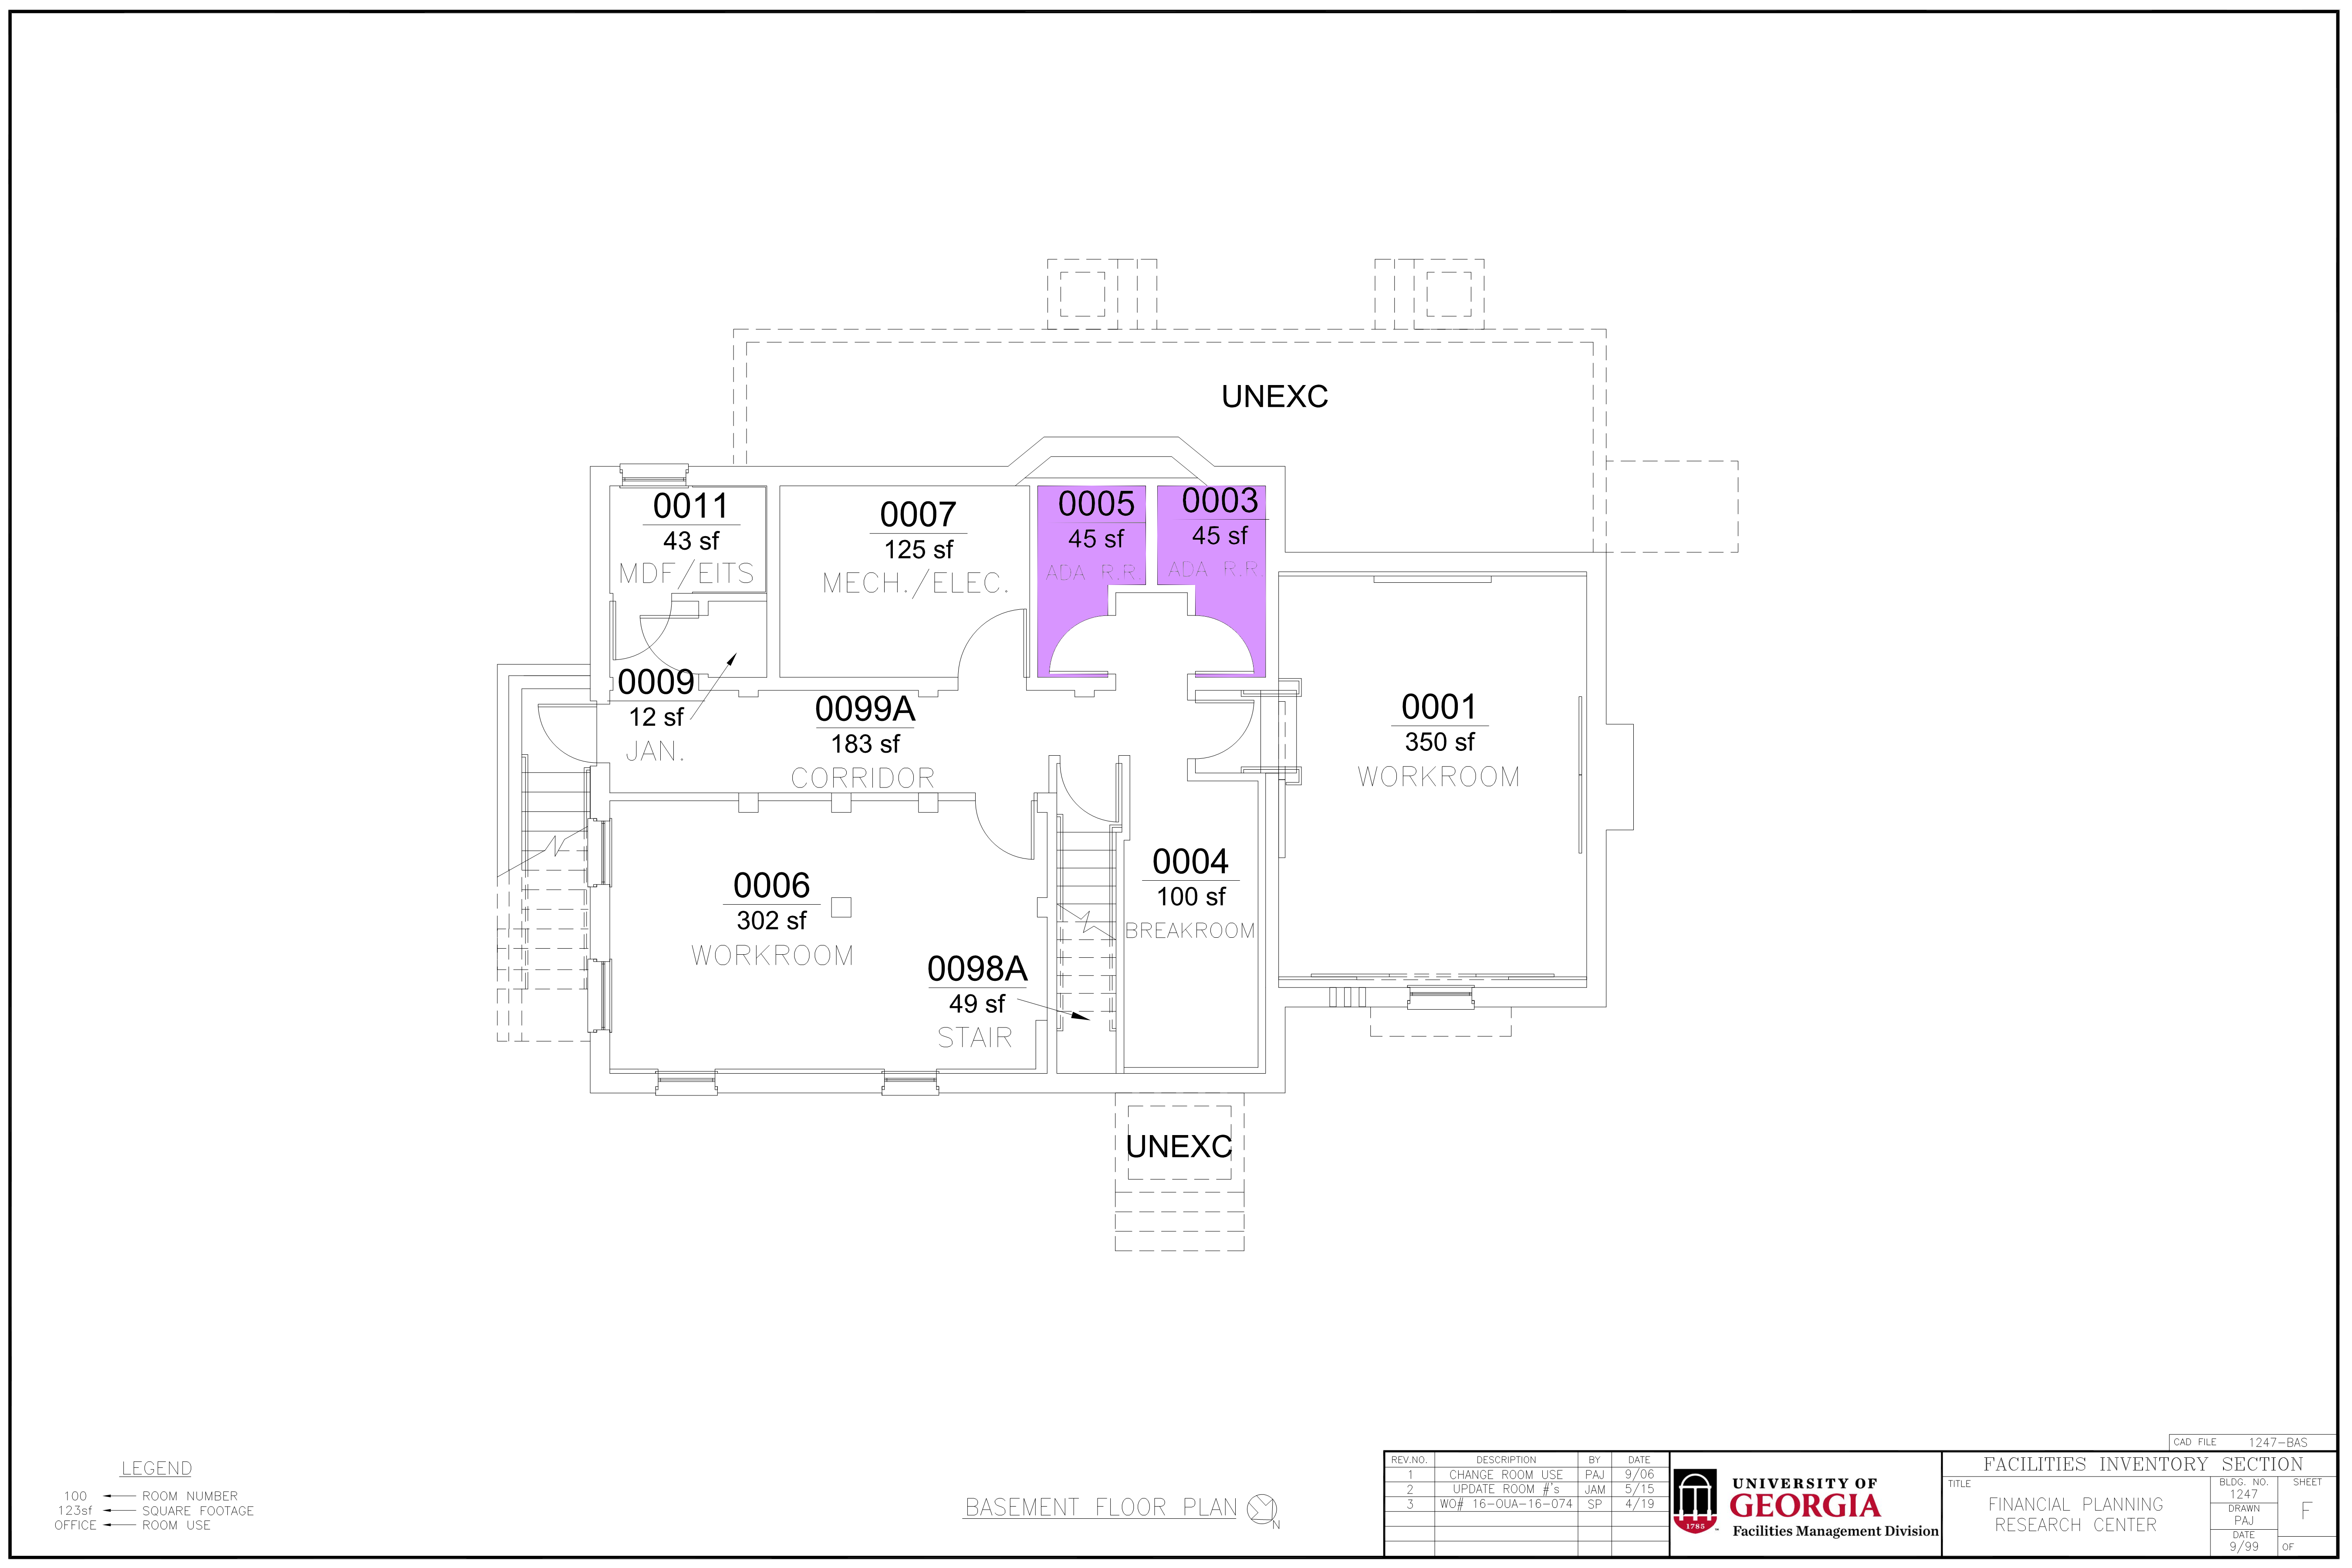 UNEXC
0011
43 sf
MDF/EITS
0007
125 sf
MECH./ELEC.
0005
45 sf
ADA R.R.
0003
45 sf
ADA R.R.
0009
12 sf
JAN.
0099A
183 sf
CORRIDOR
0001
350 sf
WORKROOM
0006
302 sf
WORKROOM
0004
100 sf
BREAKROOM
0098A
49 sf
STAIR
UNEXC
LEGEND
100 ROOM NUMBER
123sf SQUARE FOOTAGE
OFFICE ROOM USE
BASEMENT FLOOR PLAN N
REV.NO. DESCRIPTION BY DATE
1 CHANGE ROOM USE PAJ 9/06
2 UPDATE ROOM #'s JAM 5/15
3 WO# 16-OUA-16-074 SP 4/19
1785
UNIVERSITY OF
GEORGIA
Facilities Management Division
CAD FILE 1247-BAS
FACILITIES INVENTORY SECTION
TITLE
FINANCIAL PLANNING
RESEARCH CENTER
BLDG. NO.
1247
DRAWN
PAJ
DATE
9/99
SHEET
F
OF